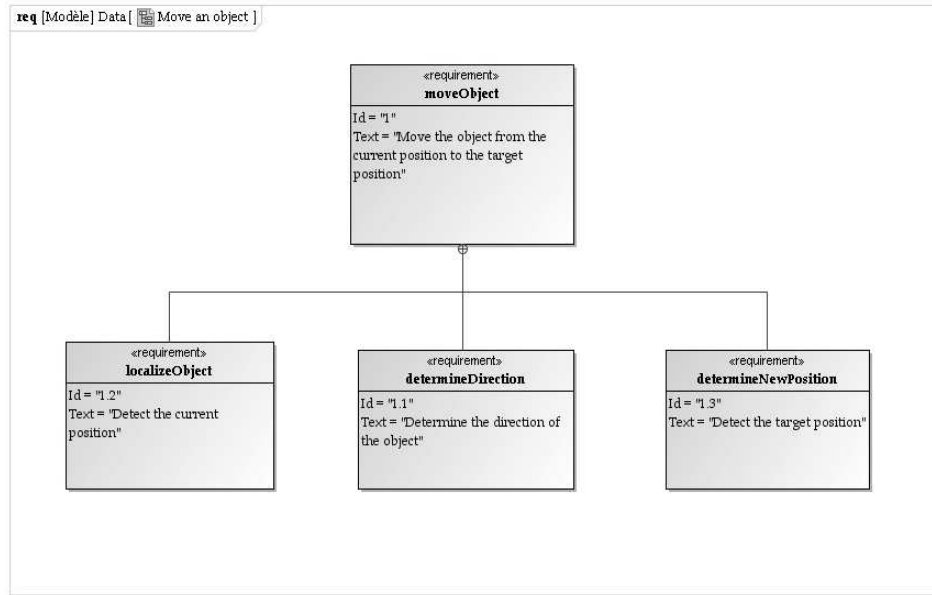 req [Modèle] Data [ Move an object ]
«requirement»
moveObject
Id = "1"
Text = "Move the object from the
current position to the target
position"
«requirement»
localizeObject
Id = "1.2"
Text = "Detect the current
position"
«requirement»
determineDirection
Id = "1.1"
Text = "Determine the direction of
the object"
«requirement»
determineNewPosition
Id = "1.3"
Text = "Detect the target position"